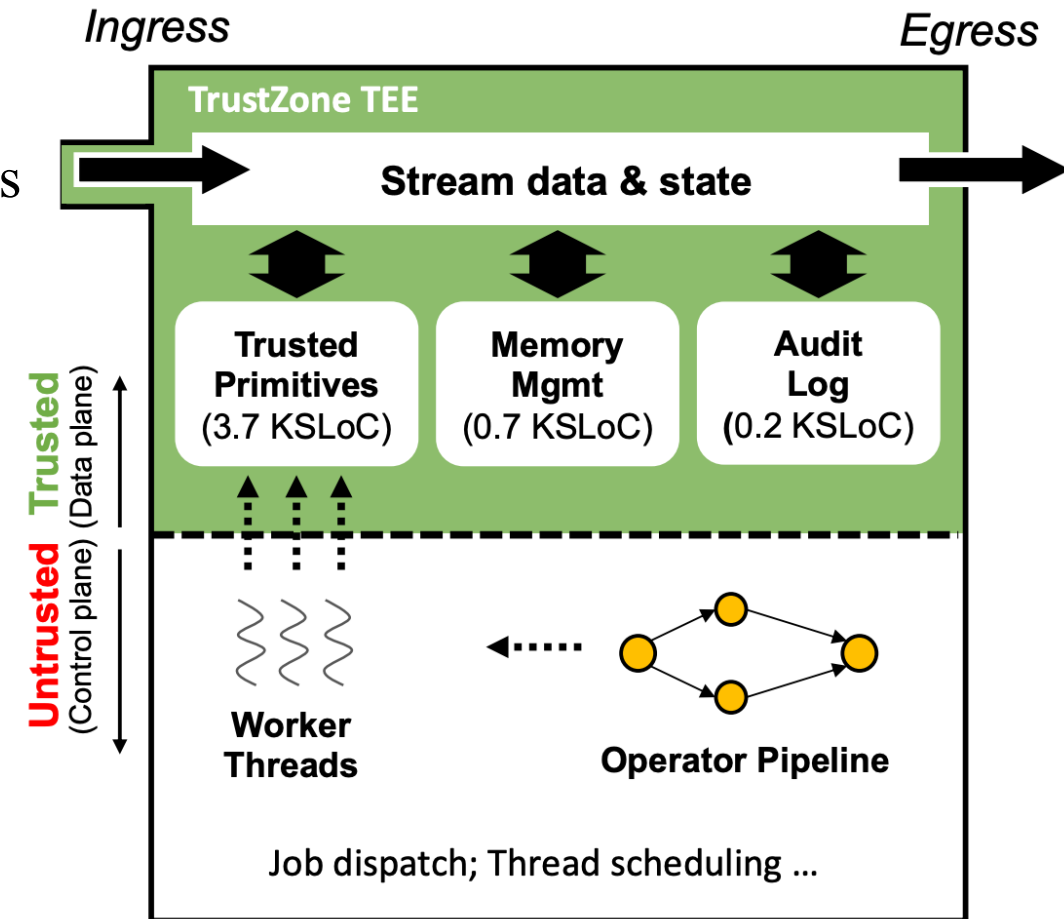 Ingress
Egress
TrustZone TEE
s
Stream data & state
Trusted
Primitives
(3.7 KSLoC)
Memory
Mgmt
(0.7 KSLoC)
Audit
Log
(0.2 KSLoC)
Trusted
(Data plane)
Untrusted
(Control plane)
Worker
Threads
Operator Pipeline
Job dispatch; Thread scheduling ...